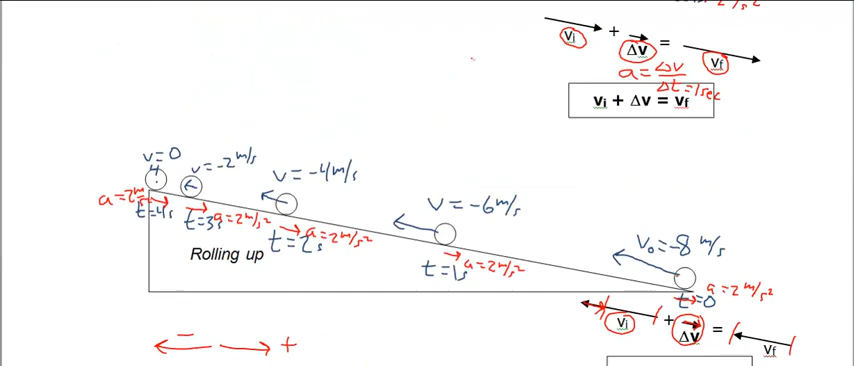 vi + Δv = vf
a = Δv/Δt = 1sec
vi + Δv = vf
v = 0
v = -2 m/s
v = -4 m/s
v = -6 m/s
v₀ = -8 m/s
4
a = 2 m/s²
t = 4s
t = 3s
a = 2 m/s²
t = 2s
a = 2 m/s²
t = 1s
a = 2 m/s²
t = 0
a = 2 m/s²
Rolling up
vi + Δv = vf
- +